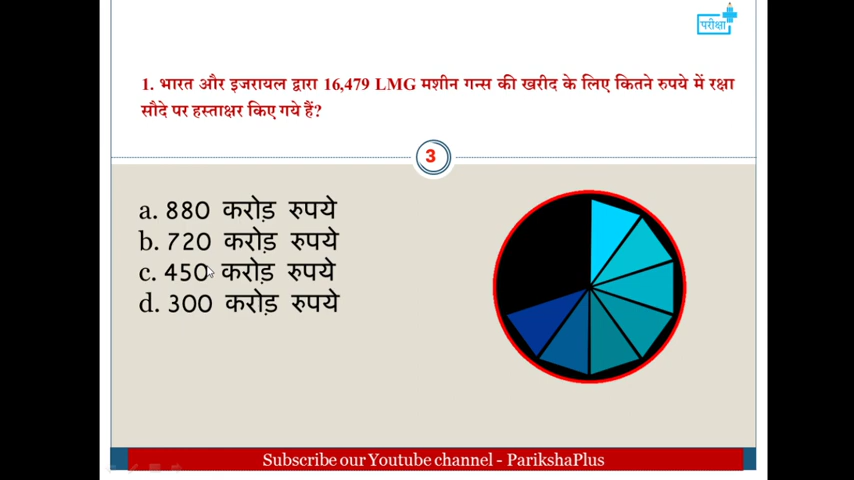 परीक्षा
1. भारत और इजरायल द्वारा 16,479 LMG मशीन गन्स की खरीद के लिए कितने रुपये में रक्षा
सौदे पर हस्ताक्षर किए गये हैं?
3
a. 880 करोड़ रुपये
b. 720 करोड़ रुपये
c. 450 करोड़ रुपये
d. 300 करोड़ रुपये
Subscribe our Youtube channel - ParikshaPlus